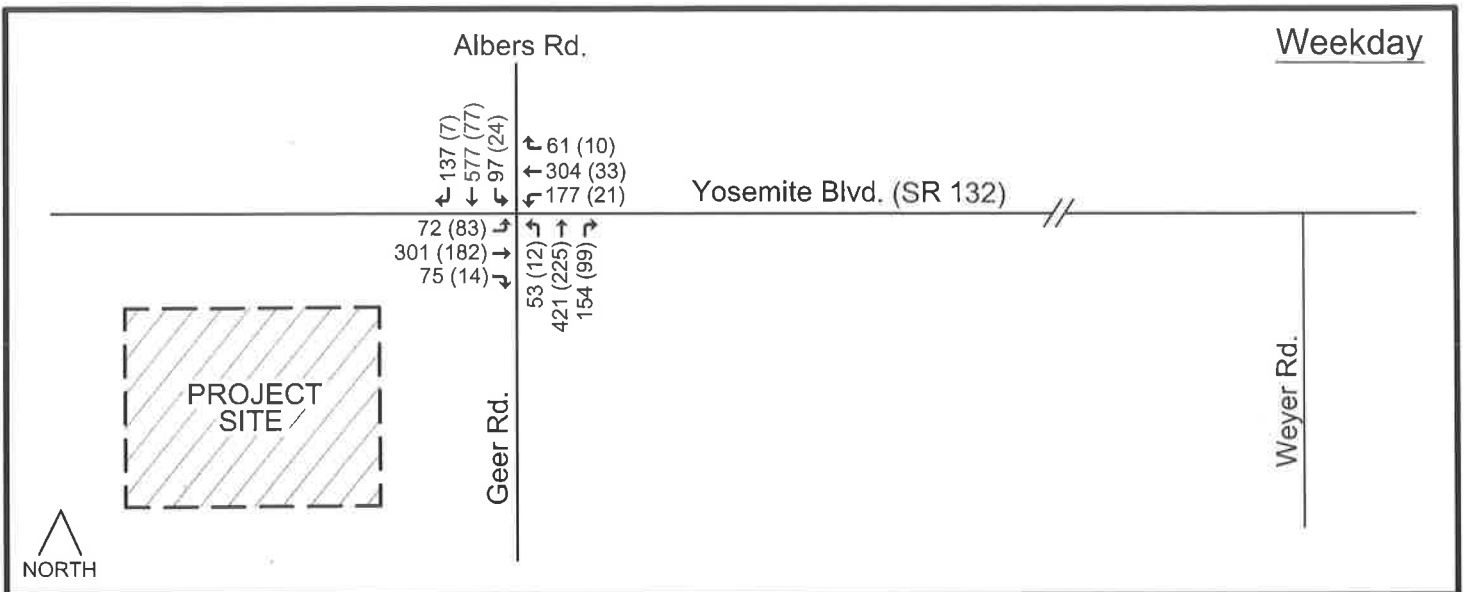 Weekday
Albers Rd.
137 (7)
577 (77)
97 (24)
61 (10)
304 (33)
177 (21)
Yosemite Blvd. (SR 132)
72 (83)
301 (182)
75 (14)
53 (12)
421 (225)
154 (99)
PROJECT
SITE
Geer Rd.
Weyer Rd.
NORTH